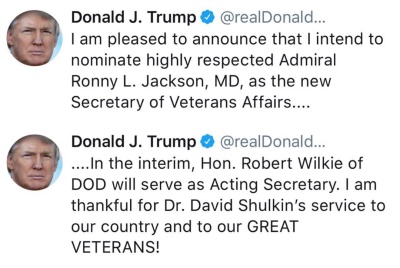 Donald J. Trump @realDonald...
I am pleased to announce that I intend to
nominate highly respected Admiral
Ronny L. Jackson, MD, as the new
Secretary of Veterans Affairs....
Donald J. Trump @realDonald...
....In the interim, Hon. Robert Wilkie of
DOD will serve as Acting Secretary. I am
thankful for Dr. David Shulkin’s service to
our country and to our GREAT
VETERANS!